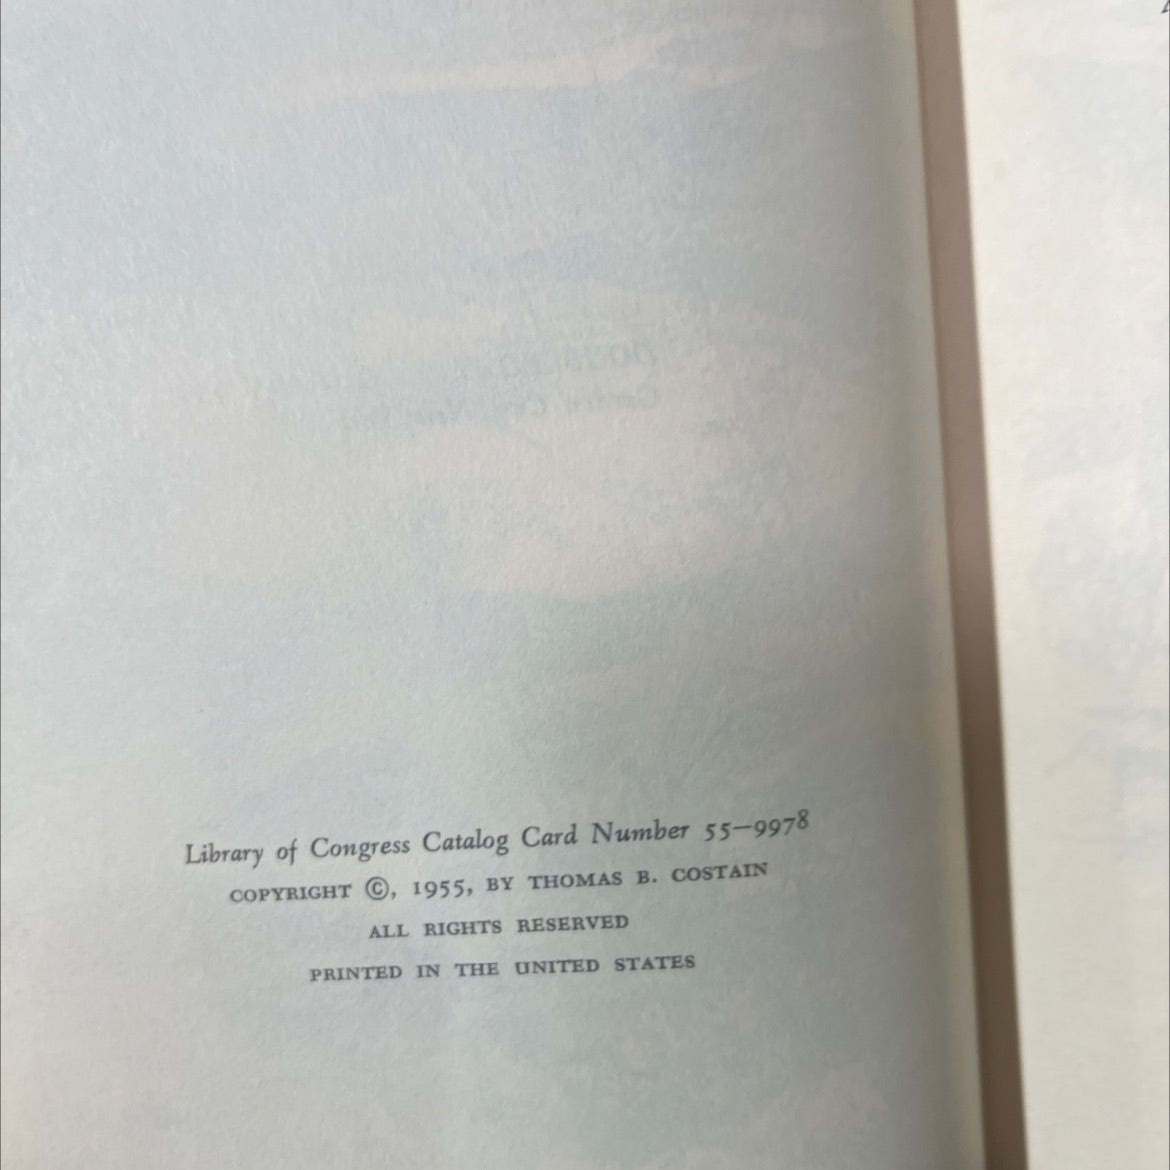 Library of Congress Catalog Card Number 55–9978
COPYRIGHT ©, 1955, BY THOMAS B. COSTAIN
ALL RIGHTS RESERVED
PRINTED IN THE UNITED STATES